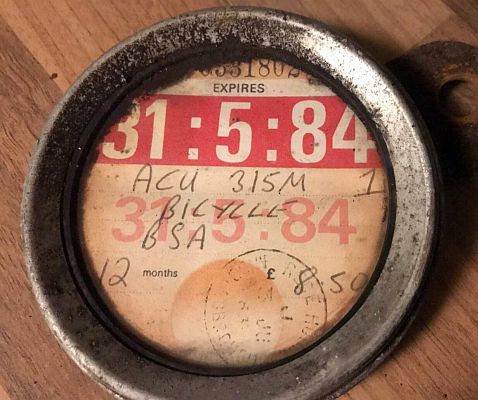 EXPIRES
31:5:84
ACU 315M 1
BICYCLE
31.5.84
BSA
12 months £ 8.50